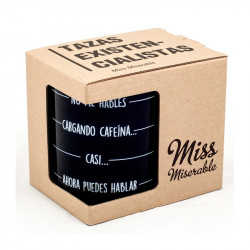 TAZAS
EXISTEN-
CIALISTAS
Miss Miserable
NO ME HABLES
CARGANDO CAFEÍNA...
CASI...
AHORA PUEDES HABLAR
Miss
Miserable